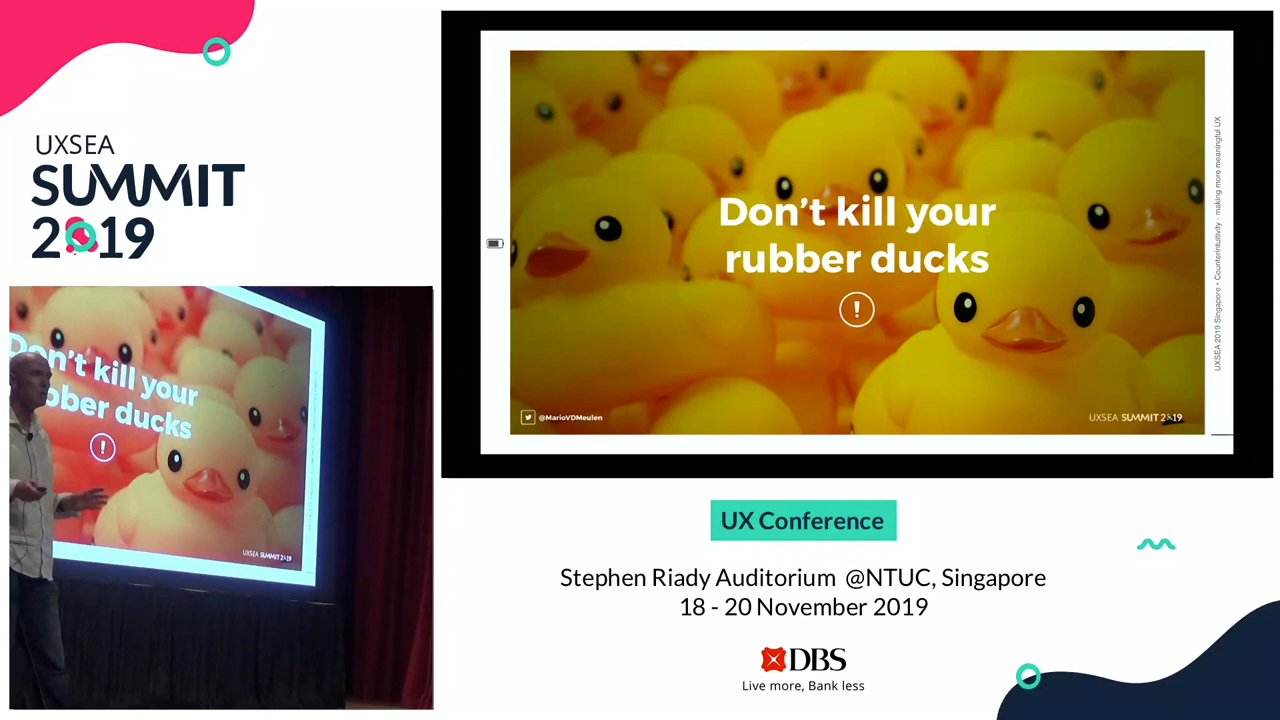 UXSEA
SUMMIT
2019
Don't kill your
rubber ducks
!
UXSEA SUMMIT 2019
Don't kill your
rubber ducks
!
@MarioVDMeulen
UXSEA SUMMIT 2019
UXSEA 2019 Singapore • Counterintuitivity - making more meaningful UX
UX Conference
Stephen Riady Auditorium @NTUC, Singapore
18 - 20 November 2019
DBS
Live more, Bank less